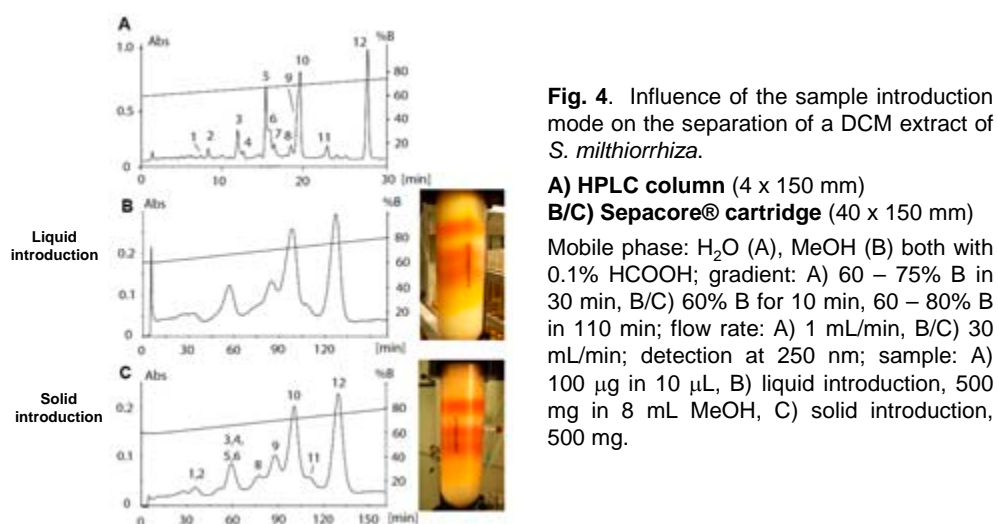 A
Abs
%B
1.0
12
80
10
5
9
60
0.5
3
6
40
1
2
4
7
8
11
20
0
0
10
20
30
[min]
B
Abs
%B
Liquid
introduction
0.2
80
60
0.1
40
20
0
0
30
60
90
120
[min]
C
Abs
%B
Solid
introduction
0.2
12
80
10
60
3,4,
5,6
0.1
9
40
8
11
1,2
20
0
0
30
60
90
120
150
[min]
Fig. 4. Influence of the sample introduction
mode on the separation of a DCM extract of
S. milthiorrhiza.
A) HPLC column (4 x 150 mm)
B/C) Sepacore® cartridge (40 x 150 mm)
Mobile phase: H₂O (A), MeOH (B) both with
0.1% HCOOH; gradient: A) 60 – 75% B in
30 min, B/C) 60% B for 10 min, 60 – 80% B
in 110 min; flow rate: A) 1 mL/min, B/C) 30
mL/min; detection at 250 nm; sample: A)
100 μg in 10 μL, B) liquid introduction, 500
mg in 8 mL MeOH, C) solid introduction,
500 mg.